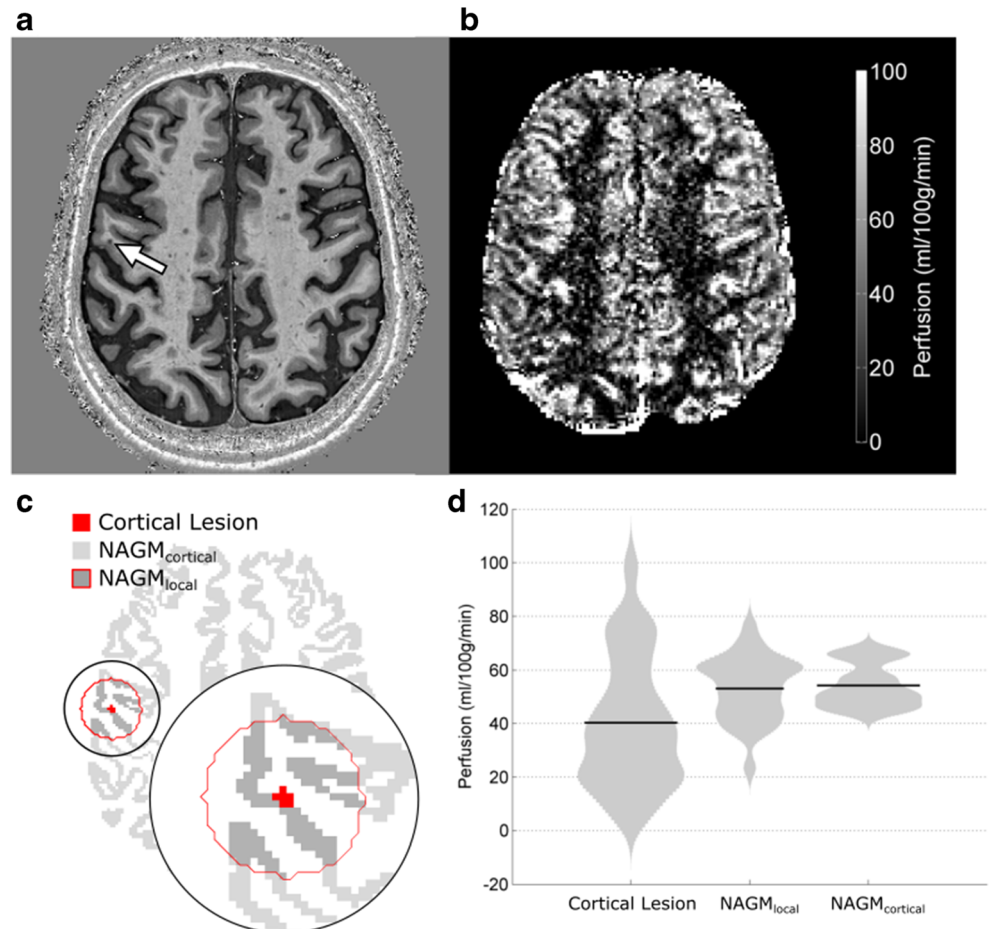 a
b
100
80
60
40
20
0
Perfusion (ml/100g/min)
c
Cortical Lesion
NAGMcortical
NAGMlocal
d
120
100
80
60
40
20
0
-20
Perfusion (ml/100g/min)
Cortical Lesion NAGMlocal NAGMcortical